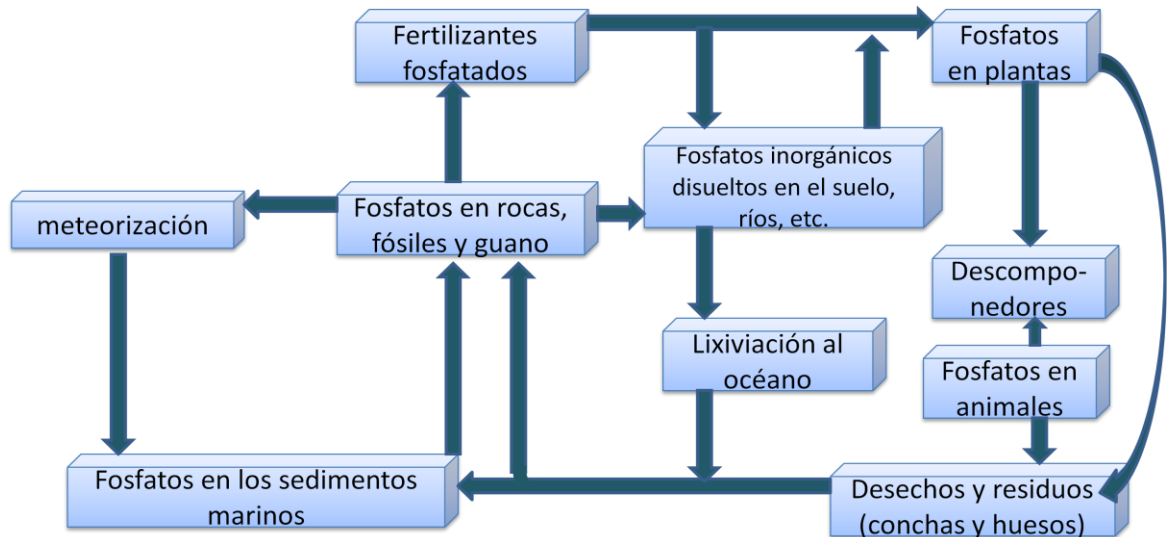 Fertilizantes
fosfatados
Fosfatos
en plantas
Fosfatos inorgánicos
disueltos en el suelo,
ríos, etc.
meteorización
Fosfatos en rocas,
fósiles y guano
Descompo-
nedores
Lixiviación al
océano
Fosfatos en
animales
Fosfatos en los sedimentos
marinos
Desechos y residuos
(conchas y huesos)